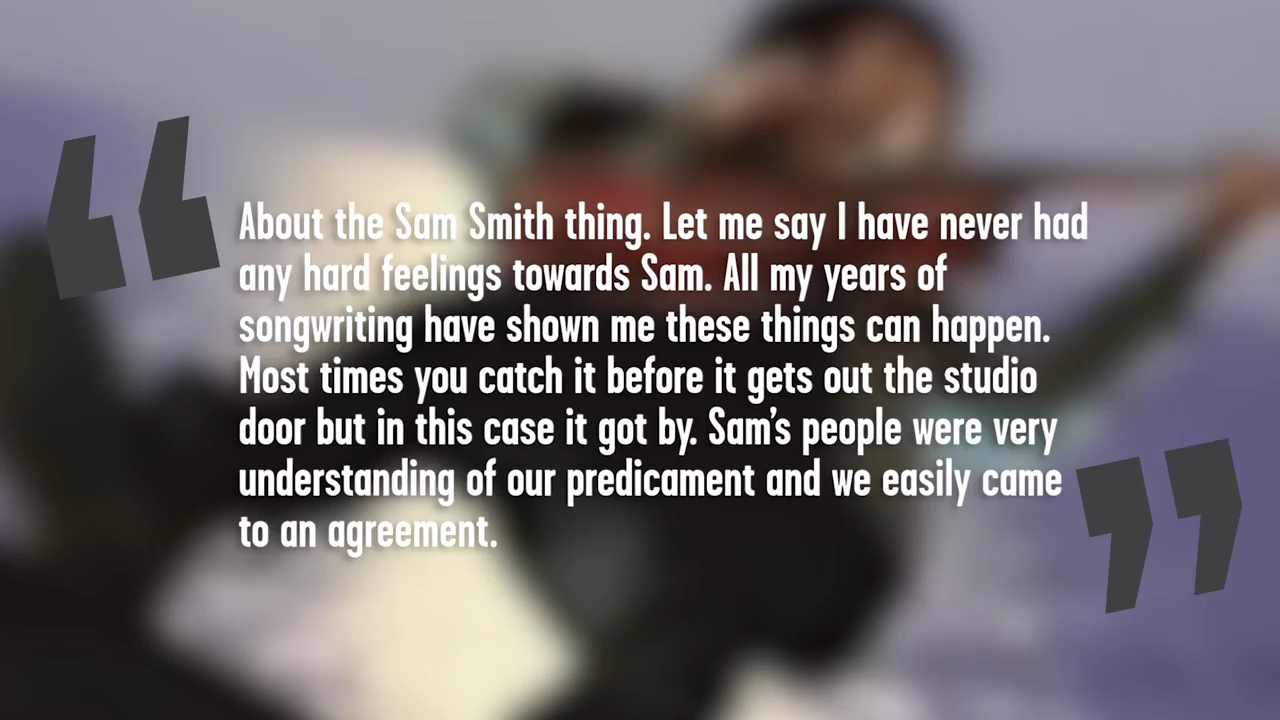 About the Sam Smith thing. Let me say I have never had
any hard feelings towards Sam. All my years of
songwriting have shown me these things can happen.
Most times you catch it before it gets out the studio
door but in this case it got by. Sam’s people were very
understanding of our predicament and we easily came
to an agreement.